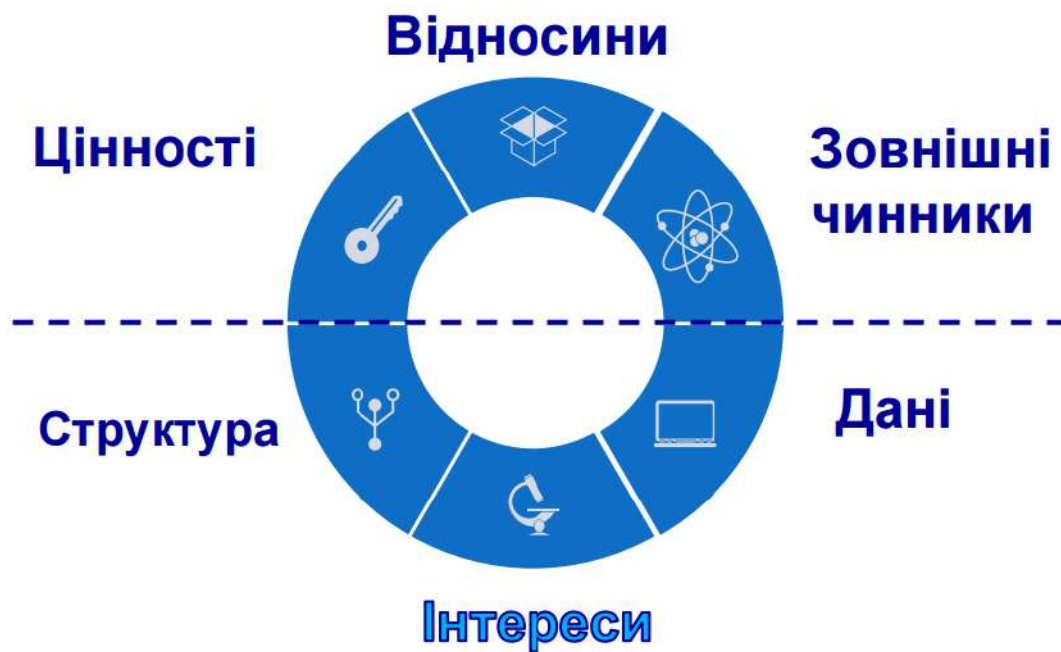 Відносини
Цінності
Зовнішні
чинники
Структура
Дані
Інтереси